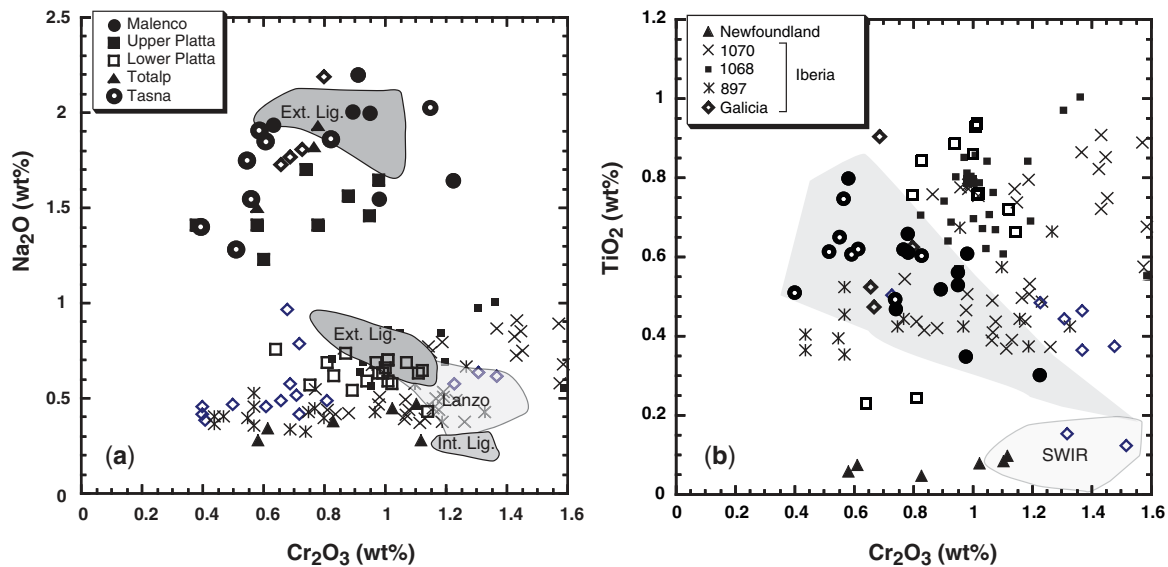 2.5
2
1.5
1
0.5
0
Na₂O (wt%)
Malenco
Upper Platta
Lower Platta
Totalp
Tasna
Ext. Lig.
Ext. Lig.
Lanzo
Int. Lig.
(a)
0 0.2 0.4 0.6 0.8 1 1.2 1.4 1.6
Cr₂O₃ (wt%)
1.2
1
0.8
0.6
0.4
0.2
0
TiO₂ (wt%)
Newfoundland
1070
1068
897
Galicia
Iberia
SWIR
(b)
0 0.2 0.4 0.6 0.8 1 1.2 1.4 1.6
Cr₂O₃ (wt%)